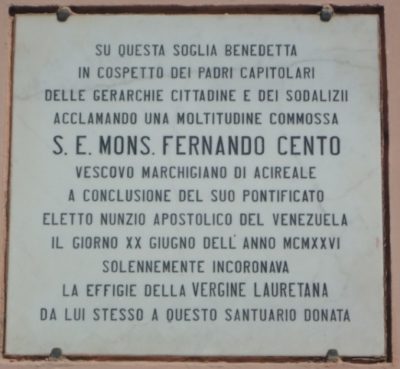 SU QUESTA SOGLIA BENEDETTA
IN COSPETTO DEI PADRI CAPITOLARI
DELLE GERARCHIE CITTADINE E DEI SODALIZII
ACCLAMANDO UNA MOLTITUDINE COMMOSSA
S. E. MONS. FERNANDO CENTO
VESCOVO MARCHIGIANO DI ACIREALE
A CONCLUSIONE DEL SUO PONTIFICATO
ELETTO NUNZIO APOSTOLICO DEL VENEZUELA
IL GIORNO XX GIUGNO DELL' ANNO MCMXXVI
SOLENNEMENTE INCORONAVA
LA EFFIGIE DELLA VERGINE LAURETANA
DA LUI STESSO A QUESTO SANTUARIO DONATA